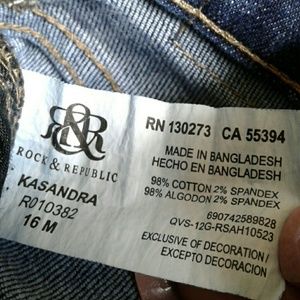 R&R
ROCK & REPUBLIC
KASANDRA
R010382
16 M
RN 130273 CA 55394
MADE IN BANGLADESH
HECHO EN BANGLADESH
98% COTTON 2% SPANDEX
98% ALGODON 2% SPANDEX
690742589828
QVS-12G-RSAH10523
EXCLUSIVE OF DECORATION/
EXCEPTO DECORACION